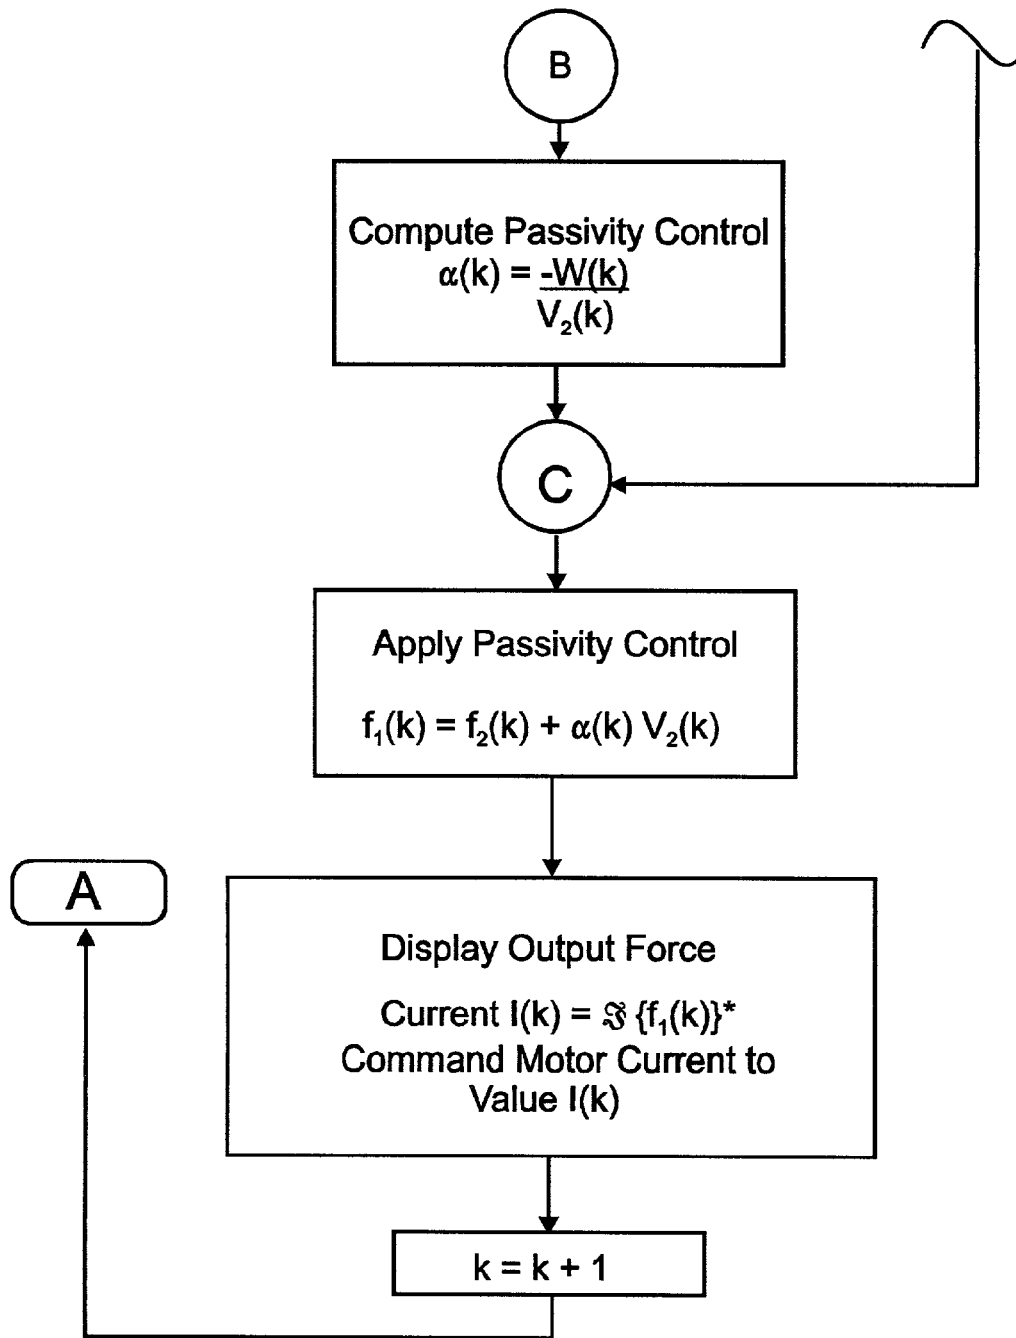 B
Compute Passivity Control
α(k) = -W(k)
V₂(k)
C
Apply Passivity Control
f₁(k) = f₂(k) + α(k) V₂(k)
A
Display Output Force
Current I(k) = ℑ {f₁(k)}*
Command Motor Current to
Value I(k)
k = k + 1